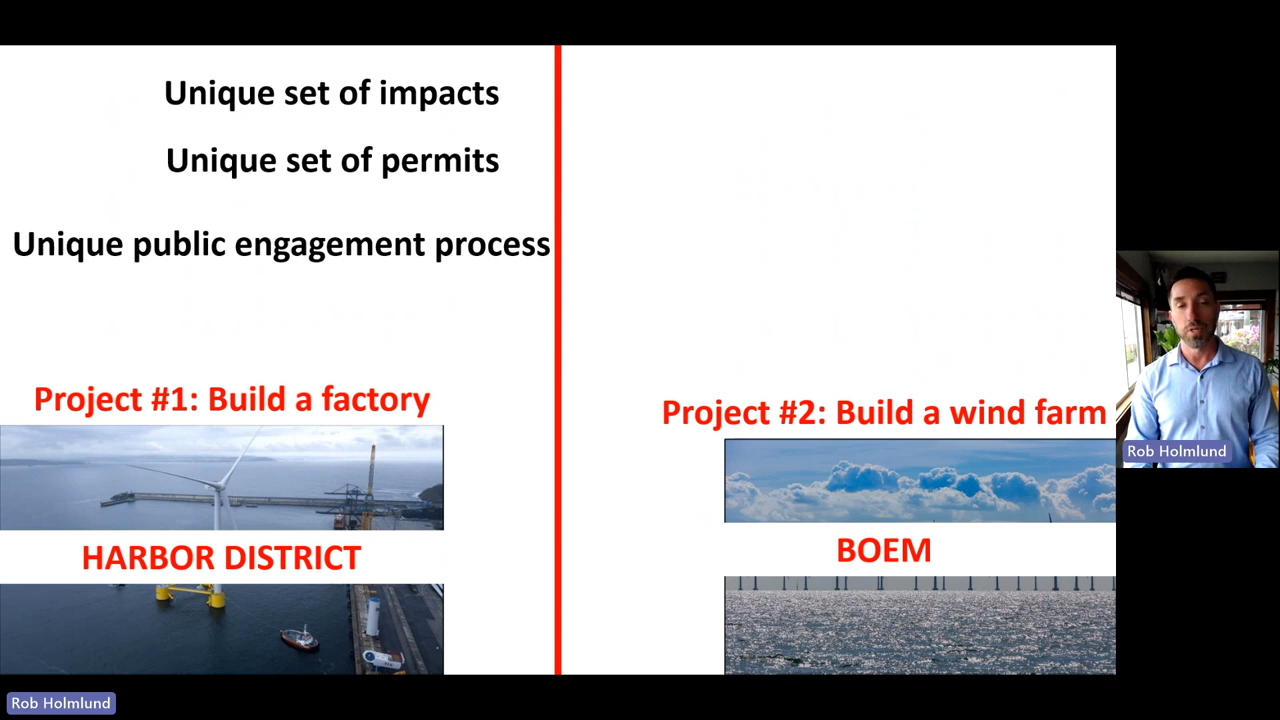 Unique set of impacts
Unique set of permits
Unique public engagement process
Project #1: Build a factory
HARBOR DISTRICT
Project #2: Build a wind farm
BOEM
Rob Holmlund
Rob Holmlund